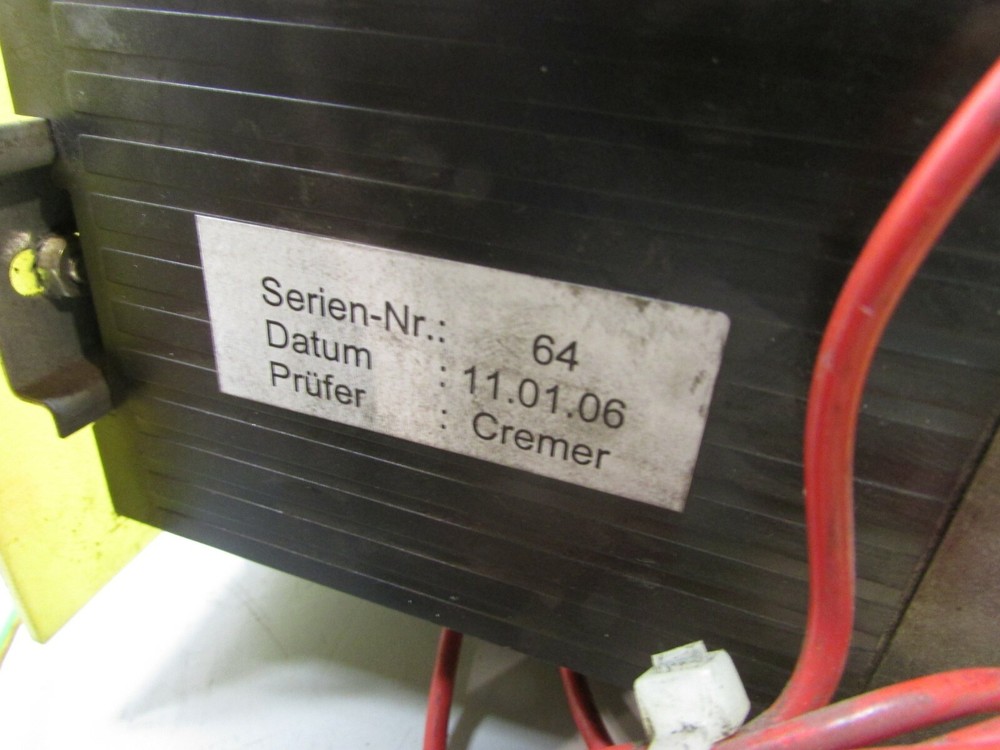 Serien-Nr.: 64
Datum : 11.01.06
Prüfer : Cremer